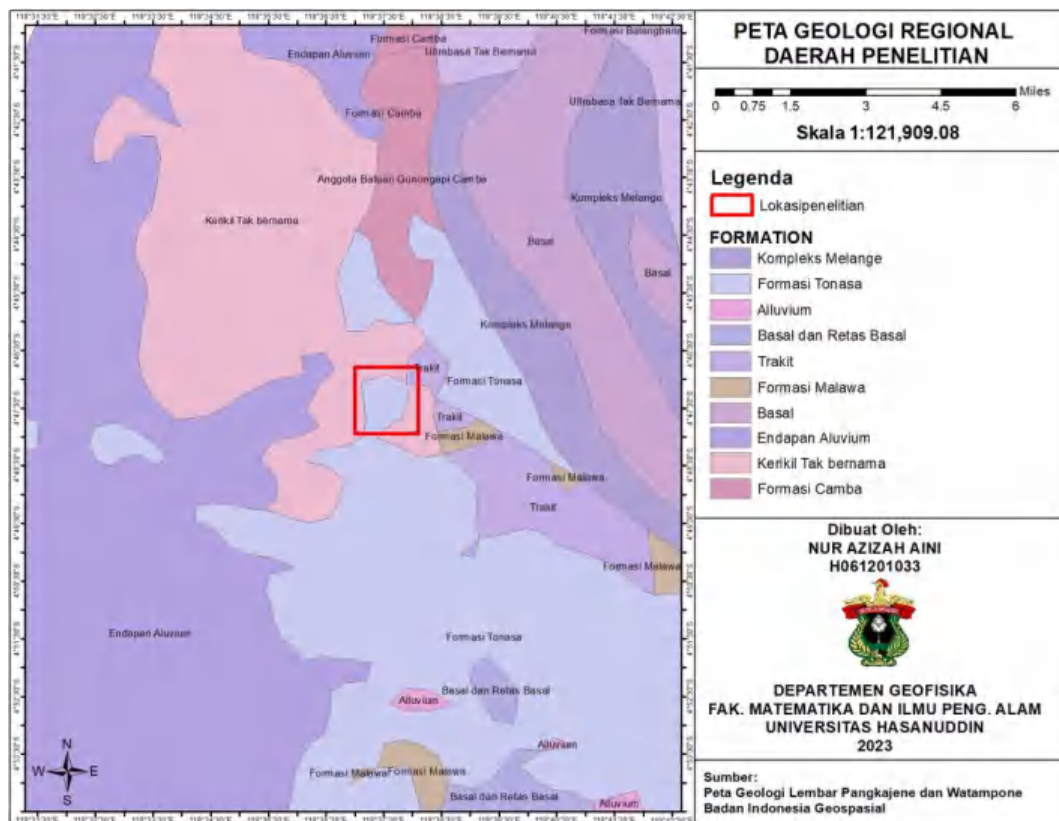 PETA GEOLOGI REGIONAL
DAERAH PENELITIAN
0 0.75 1.5 3 4.5 6 Miles
Skala 1:121,909.08
Legenda
Lokasipenelitian
FORMATION
Kompleks Melange
Formasi Tonasa
Alluvium
Basal dan Retas Basal
Trakit
Formasi Malawa
Basal
Endapan Aluvium
Kerikil Tak bernama
Formasi Camba
Dibuat Oleh:
NUR AZIZAH AINI
H061201033
DEPARTEMEN GEOFISIKA
FAK. MATEMATIKA DAN ILMU PENG. ALAM
UNIVERSITAS HASANUDDIN
2023
Sumber:
Peta Geologi Lembar Pangkajene dan Watampone
Badan Indonesia Geospasial
Formasi Camba
Endapan Aluvium
Ultrabasa Tak Bernama
Ultrabasa Tak Bernama
Formasi Camba
Anggota Batuan Gunungapi Camba
Kompleks Melange
Kerikil Tak bernama
Basal
Basal
Kompleks Melange
Trakit
Formasi Tonasa
Trakit
Formasi Malawa
Formasi Malawa
Trakit
Formasi Malawa
Endapan Aluvium
Formasi Tonasa
Basal dan Retas Basal
Alluvium
Alluvium
Formasi Malawa
Formasi Malawa
Basal dan Retas Basal
Alluvium
N
W E
S